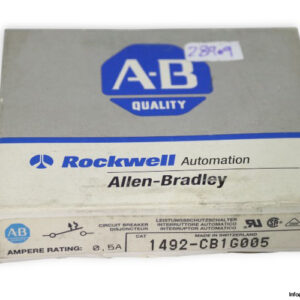 28909
A-B
QUALITY
Rockwell Automation
Allen-Bradley
AB
CIRCUIT BREAKER
DISJONCTEUR
LEISTUNGSSCHUTZSCHALTER
INTERRUTTORE AUTOMATICO
INTERRUPTOR AUTOMATICO
AMPERE RATING: 0,5A
CAT
MADE IN SWITZERLAND
1492-CB1G005